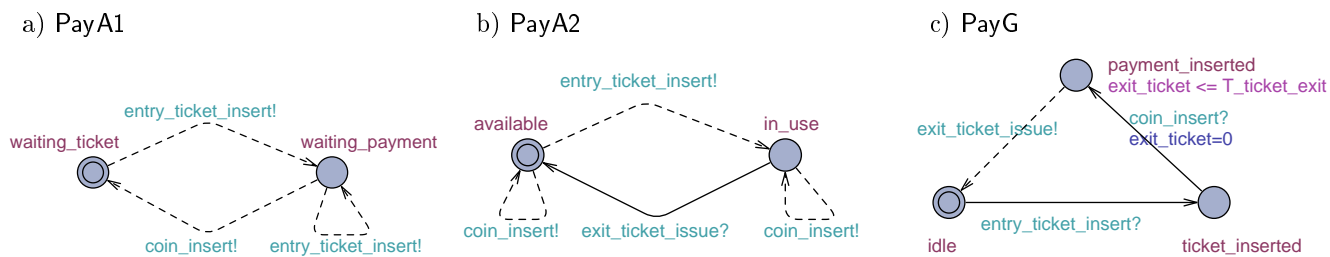 a) PayA1
entry_ticket_insert!
waiting_ticket
waiting_payment
coin_insert!
entry_ticket_insert!
b) PayA2
entry_ticket_insert!
available
in_use
coin_insert!
exit_ticket_issue?
coin_insert!
c) PayG
payment_inserted
exit_ticket <= T_ticket_exit
coin_insert?
exit_ticket=0
exit_ticket_issue!
entry_ticket_insert?
idle
ticket_inserted